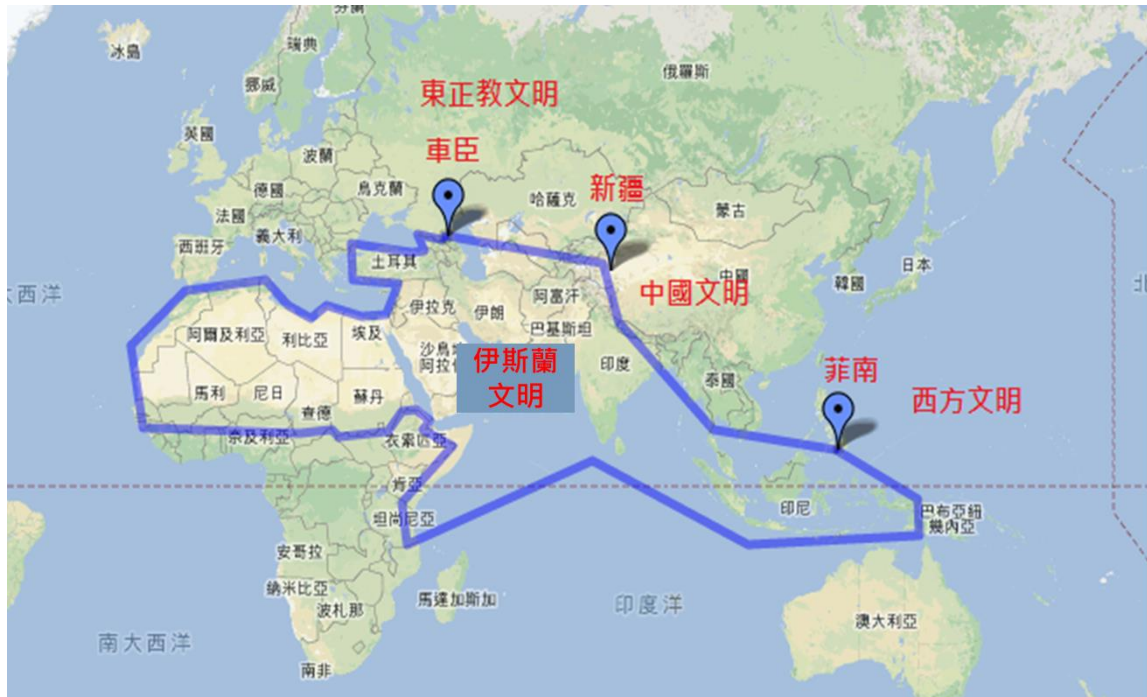 芬蘭
冰島
瑞典
俄羅斯
挪威
東正教文明
英國
車臣
波蘭
德國
烏克蘭
新疆
哈薩克
蒙古
法國
義大利
西班牙
土耳其
日本
中國
韓國
大西洋
北
中國文明
伊拉克
伊朗
阿富汗
阿爾及利亞
利比亞
埃及
巴基斯坦
沙烏地
阿拉伯
伊斯蘭
文明
印度
泰國
菲南
西方文明
馬利
尼日
蘇丹
查德
奈及利亞
衣索匹亞
肯亞
坦尚尼亞
印尼
巴布亞紐
幾內亞
安哥拉
納米比亞
波札那
馬達加斯加
印度洋
澳大利亞
南大西洋
南非